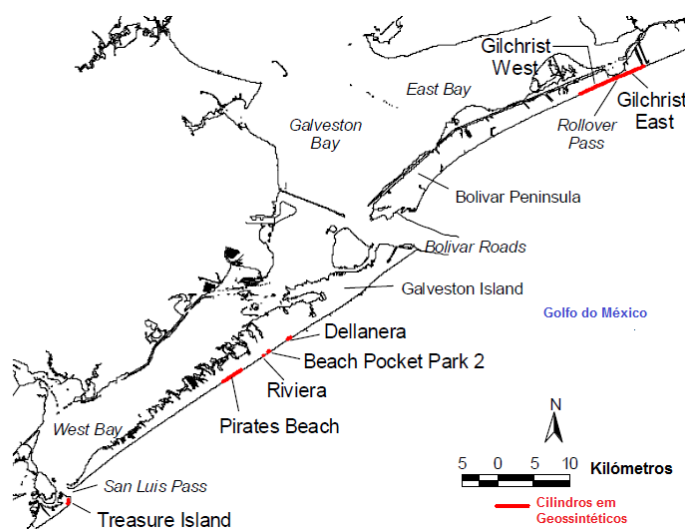 Gilchrist
West
East Bay
Galveston
Bay
Gilchrist
East
Rollover
Pass
Bolivar Peninsula
Bolivar Roads
Galveston Island
Golfo do México
Dellanera
Beach Pocket Park 2
Riviera
Pirates Beach
West Bay
San Luis Pass
Treasure Island
N
5 0 5 10 Kilómetros
Cilindros em
Geossintéticos